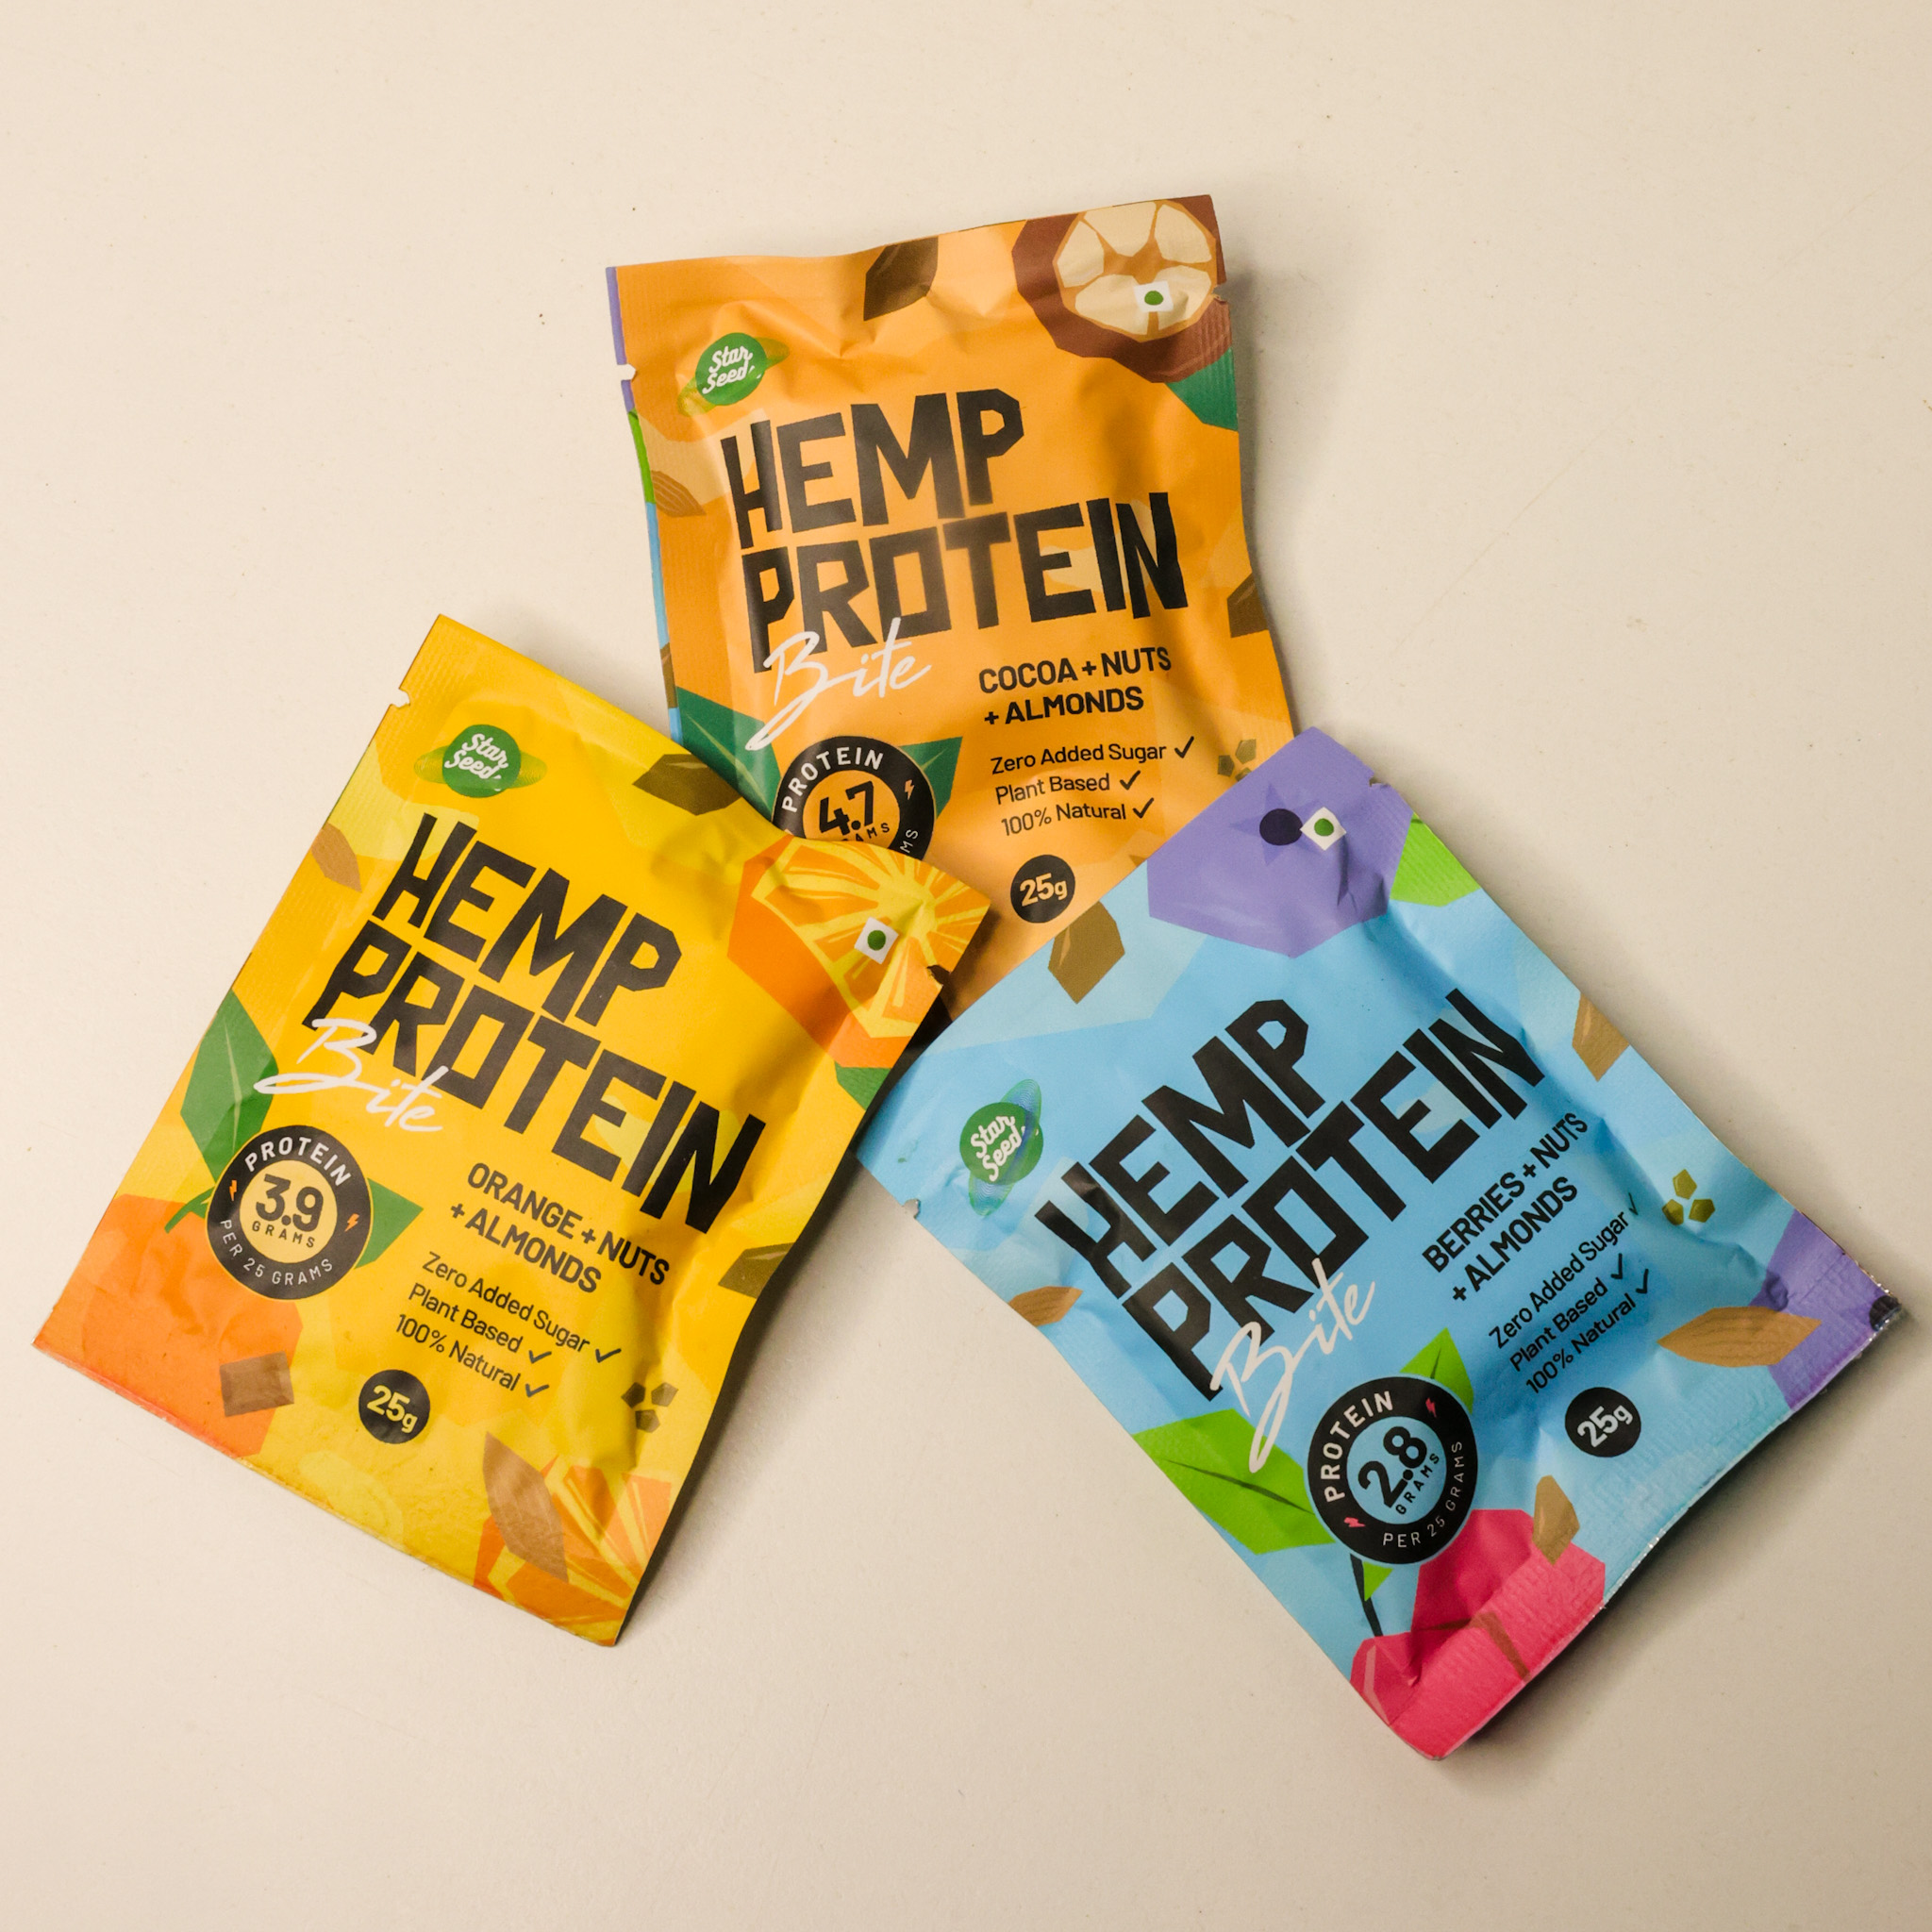 Star
Seed
HEMP
PROTEIN
Bite
COCOA + NUTS
+ ALMONDS
Zero Added Sugar ✓
Plant Based ✓
100% Natural ✓
PROTEIN
4.7
25g
Star
Seed
HEMP
PROTEIN
Bite
PROTEIN
3.9
GRAMS
PER 25 GRAMS
ORANGE + NUTS
+ ALMONDS
Zero Added Sugar ✓
Plant Based ✓
100% Natural ✓
25g
Star
Seed
HEMP
PROTEIN
Bite
BERRIES + NUTS
+ ALMONDS
Zero Added Sugar ✓
Plant Based ✓
100% Natural ✓
PROTEIN
2.8
GRAMS
PER 25 GRAMS
25g